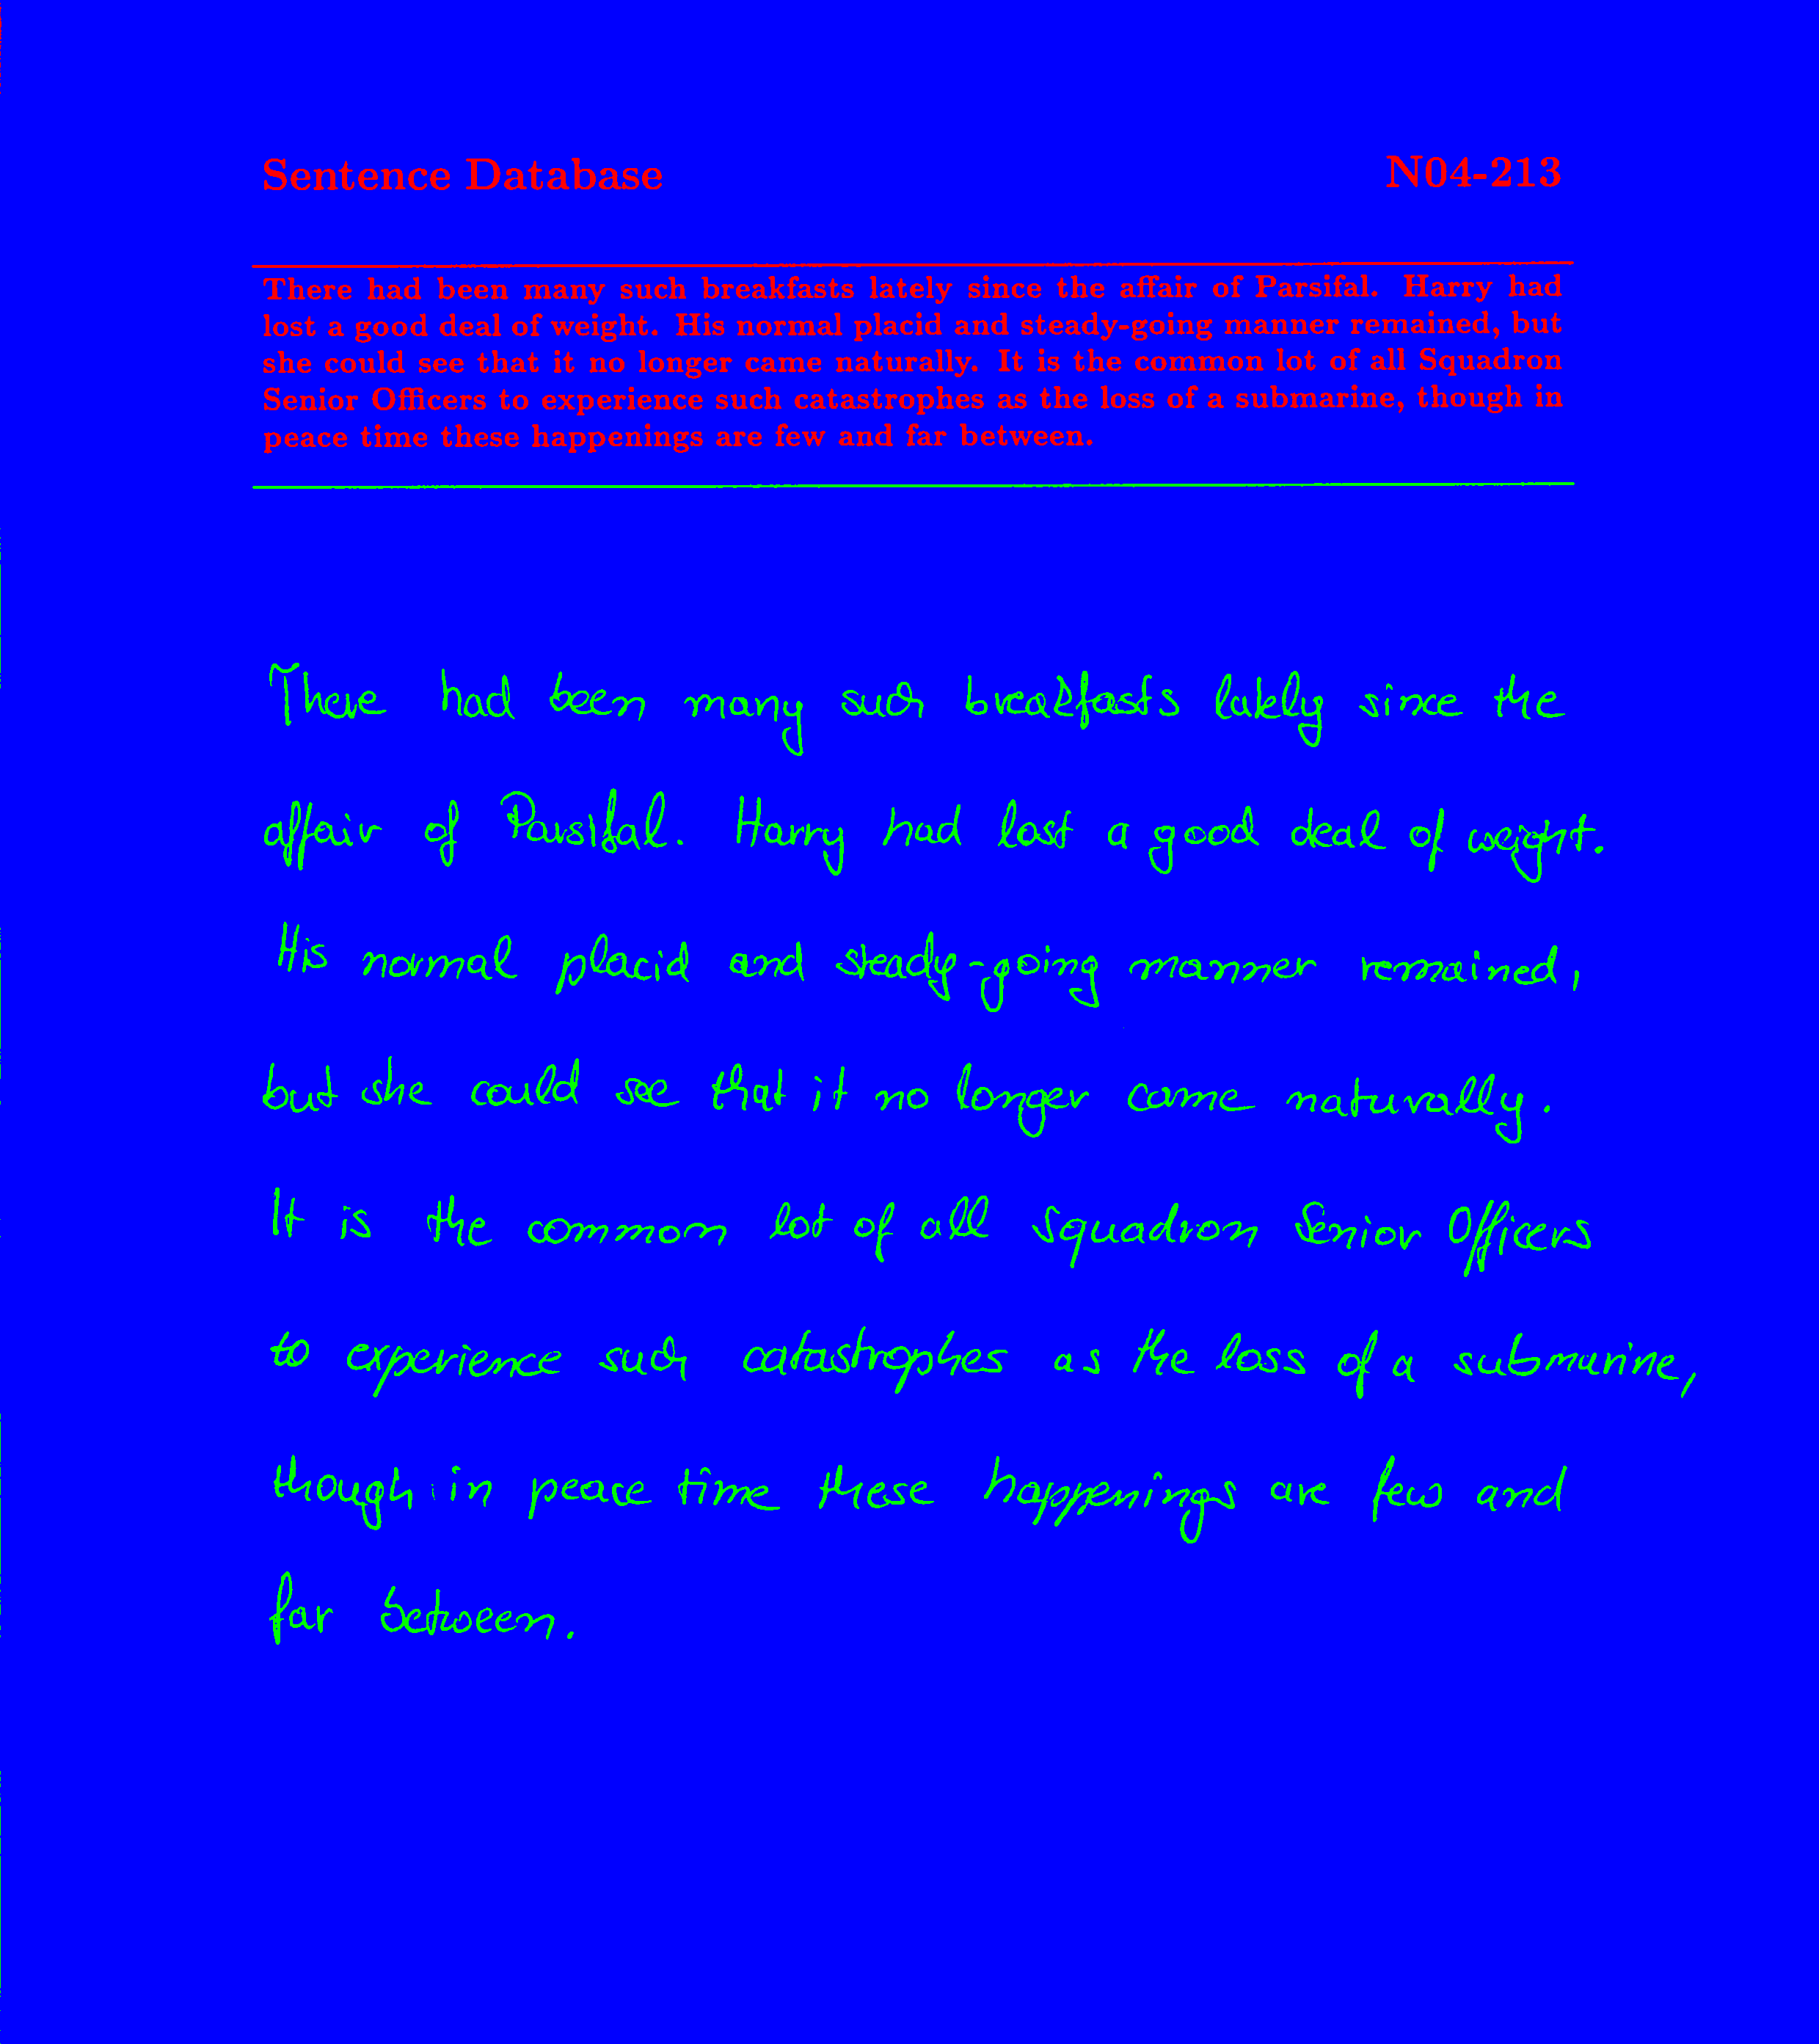 Sentence Database N04-213
There had been many such breakfasts lately since the affair of Parsifal. Harry had
lost a good deal of weight. His normal placid and steady-going manner remained, but
she could see that it no longer came naturally. It is the common lot of all Squadron
Senior Officers to experience such catastrophes as the loss of a submarine, though in
peace time these happenings are few and far between.
There had been many such breakfasts lately since the
affair of Parsifal. Harry had lost a good deal of weight.
His normal placid and steady-going manner remained,
but she could see that it no longer came naturally.
It is the common lot of all Squadron Senior Officers
to experience such catastrophes as the loss of a submarine,
though in peace time these happenings are few and
far between.